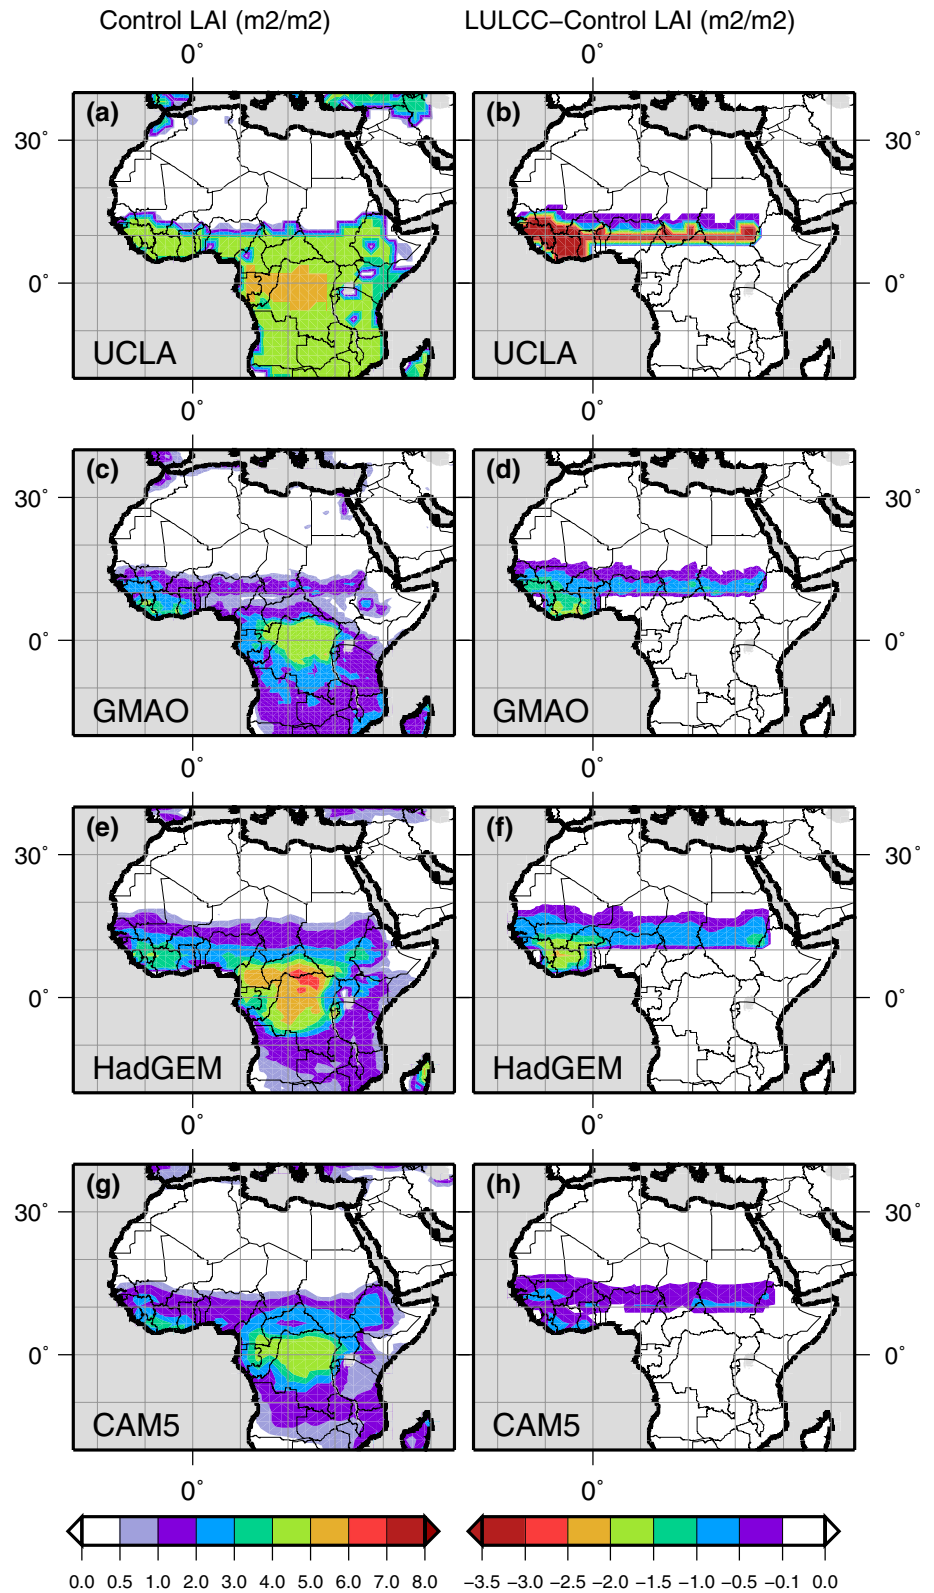 Control LAI (m2/m2) LULCC−Control LAI (m2/m2)
0° 0°
(a) (b)
30° 30°
0° 0°
UCLA UCLA
0° 0°
(c) (d)
30° 30°
0° 0°
GMAO GMAO
0° 0°
(e) (f)
30° 30°
0° 0°
HadGEM HadGEM
0° 0°
(g) (h)
30° 30°
0° 0°
CAM5 CAM5
0° 0°
0.0 0.5 1.0 2.0 3.0 4.0 5.0 6.0 7.0 8.0 −3.5 −3.0 −2.5 −2.0 −1.5 −1.0 −0.5 −0.1 0.0